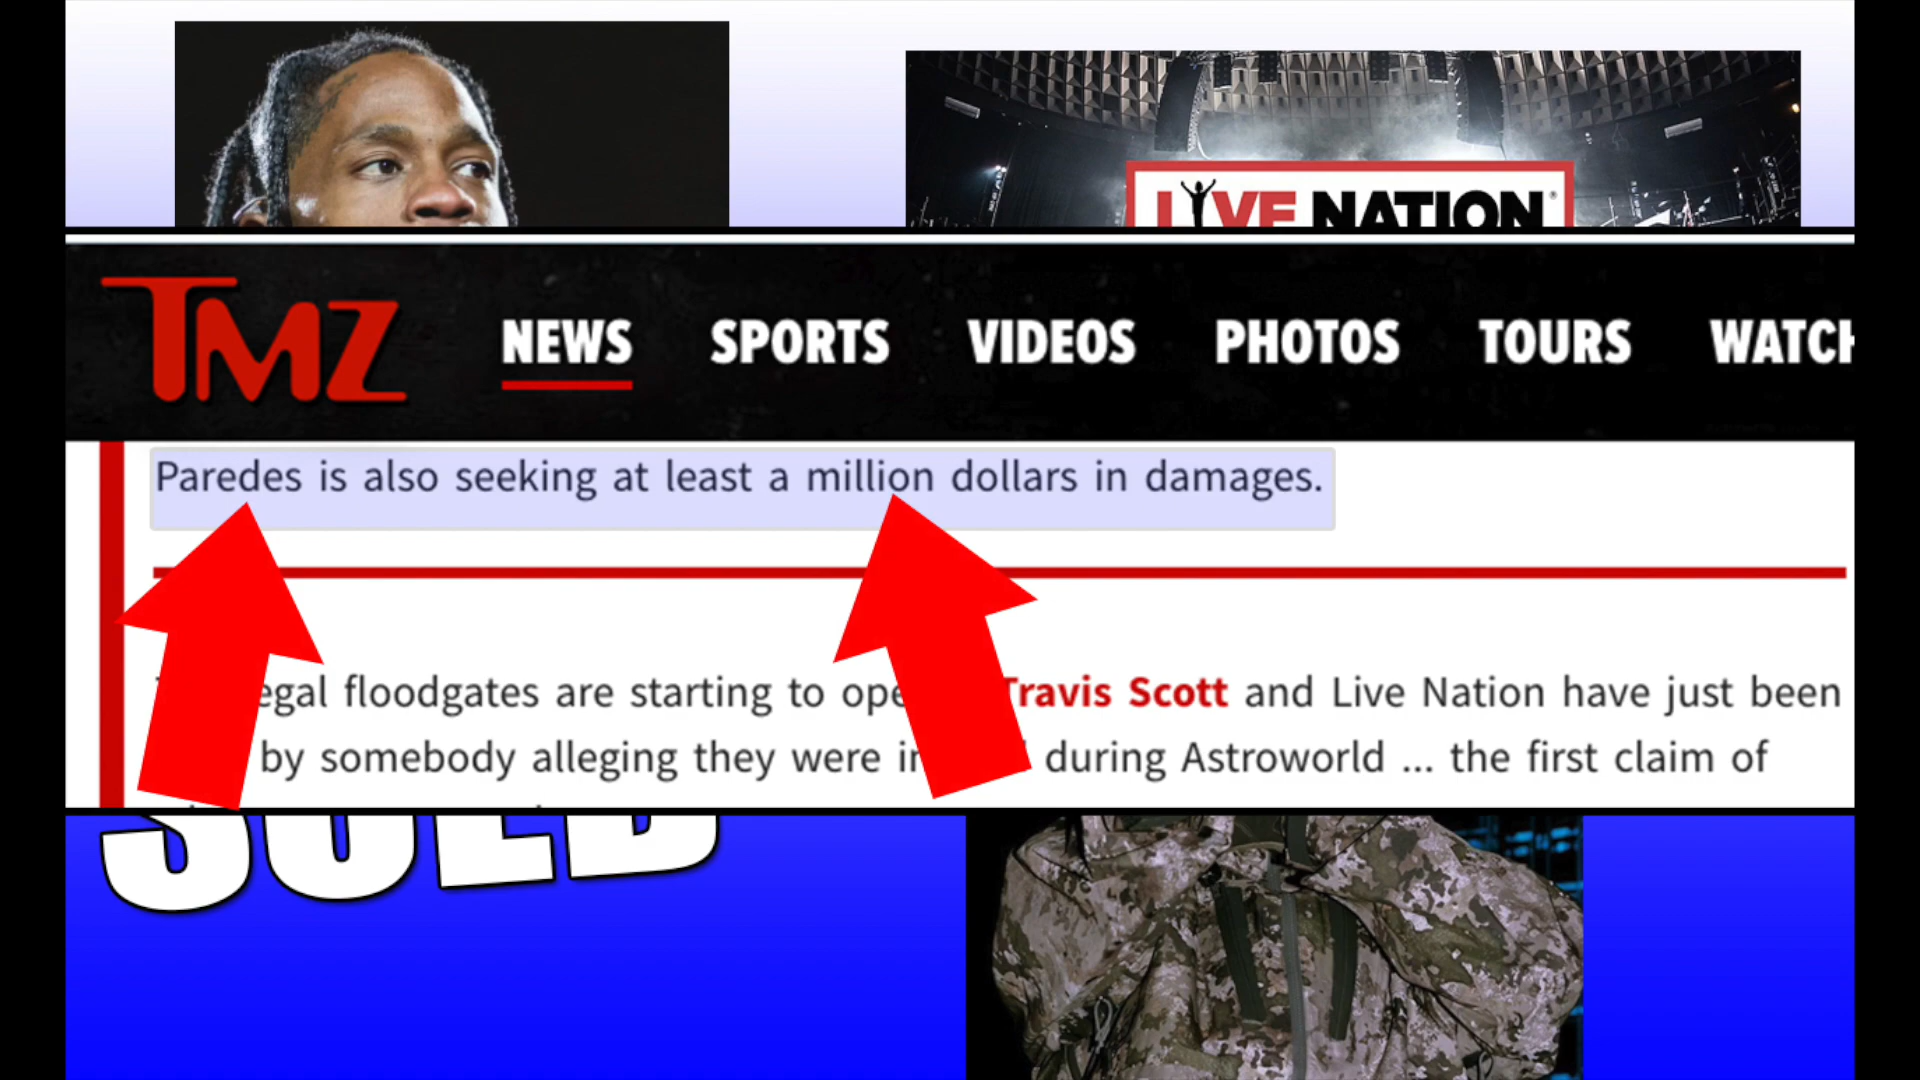 LIVE NATION
TMZ
NEWS SPORTS VIDEOS PHOTOS TOURS WATCH
Paredes is also seeking at least a million dollars in damages.
egal floodgates are starting to ope Travis Scott and Live Nation have just been
by somebody alleging they were in during Astroworld ... the first claim of